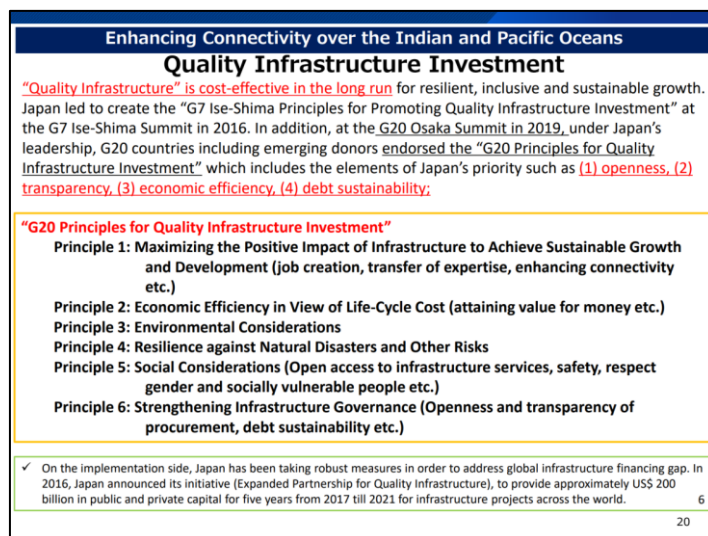 Enhancing Connectivity over the Indian and Pacific Oceans
Quality Infrastructure Investment
“Quality Infrastructure” is cost-effective in the long run for resilient, inclusive and sustainable growth.
Japan led to create the “G7 Ise-Shima Principles for Promoting Quality Infrastructure Investment” at
the G7 Ise-Shima Summit in 2016. In addition, at the G20 Osaka Summit in 2019, under Japan’s
leadership, G20 countries including emerging donors endorsed the “G20 Principles for Quality
Infrastructure Investment” which includes the elements of Japan’s priority such as (1) openness, (2)
transparency, (3) economic efficiency, (4) debt sustainability;
“G20 Principles for Quality Infrastructure Investment”
Principle 1: Maximizing the Positive Impact of Infrastructure to Achieve Sustainable Growth
and Development (job creation, transfer of expertise, enhancing connectivity
etc.)
Principle 2: Economic Efficiency in View of Life-Cycle Cost (attaining value for money etc.)
Principle 3: Environmental Considerations
Principle 4: Resilience against Natural Disasters and Other Risks
Principle 5: Social Considerations (Open access to infrastructure services, safety, respect
gender and socially vulnerable people etc.)
Principle 6: Strengthening Infrastructure Governance (Openness and transparency of
procurement, debt sustainability etc.)
✓ On the implementation side, Japan has been taking robust measures in order to address global infrastructure financing gap. In
2016, Japan announced its initiative (Expanded Partnership for Quality Infrastructure), to provide approximately US$ 200
billion in public and private capital for five years from 2017 till 2021 for infrastructure projects across the world. 6
20